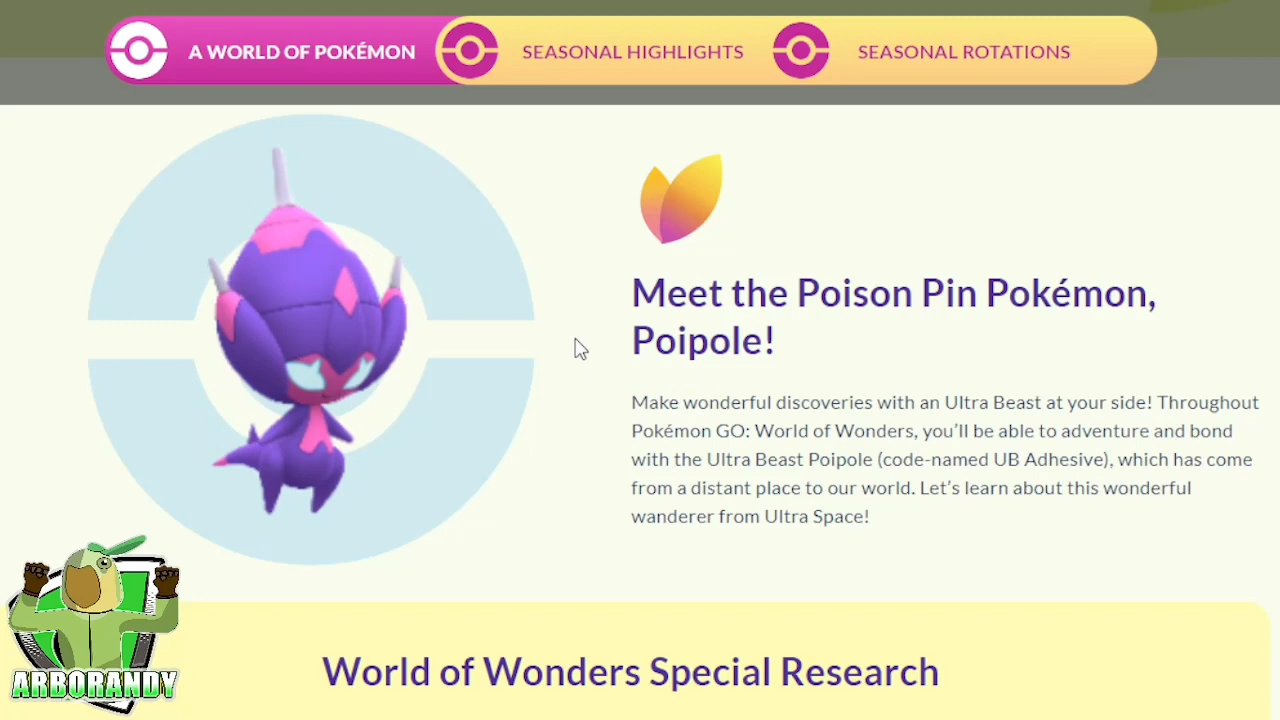 A WORLD OF POKÉMON
SEASONAL HIGHLIGHTS
SEASONAL ROTATIONS
Meet the Poison Pin Pokémon,
Poipole!
Make wonderful discoveries with an Ultra Beast at your side! Throughout
Pokémon GO: World of Wonders, you’ll be able to adventure and bond
with the Ultra Beast Poipole (code-named UB Adhesive), which has come
from a distant place to our world. Let’s learn about this wonderful
wanderer from Ultra Space!
World of Wonders Special Research
ARBORANDY